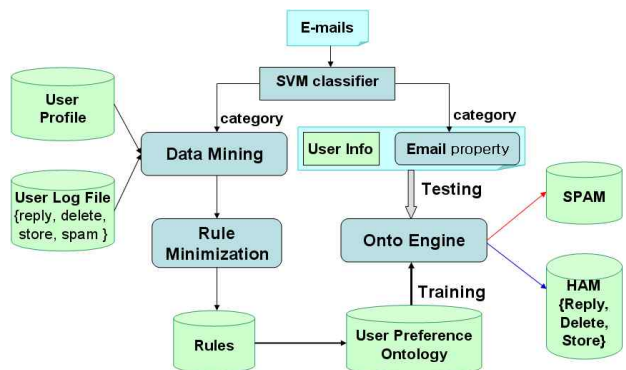 E-mails
SVM classifier
category
category
User
Profile
Data Mining
User Info
Email property
User Log File
{reply, delete,
store, spam }
Testing
SPAM
Rule
Minimization
Onto Engine
Training
HAM
{Reply,
Delete,
Store}
Rules
User Preference
Ontology